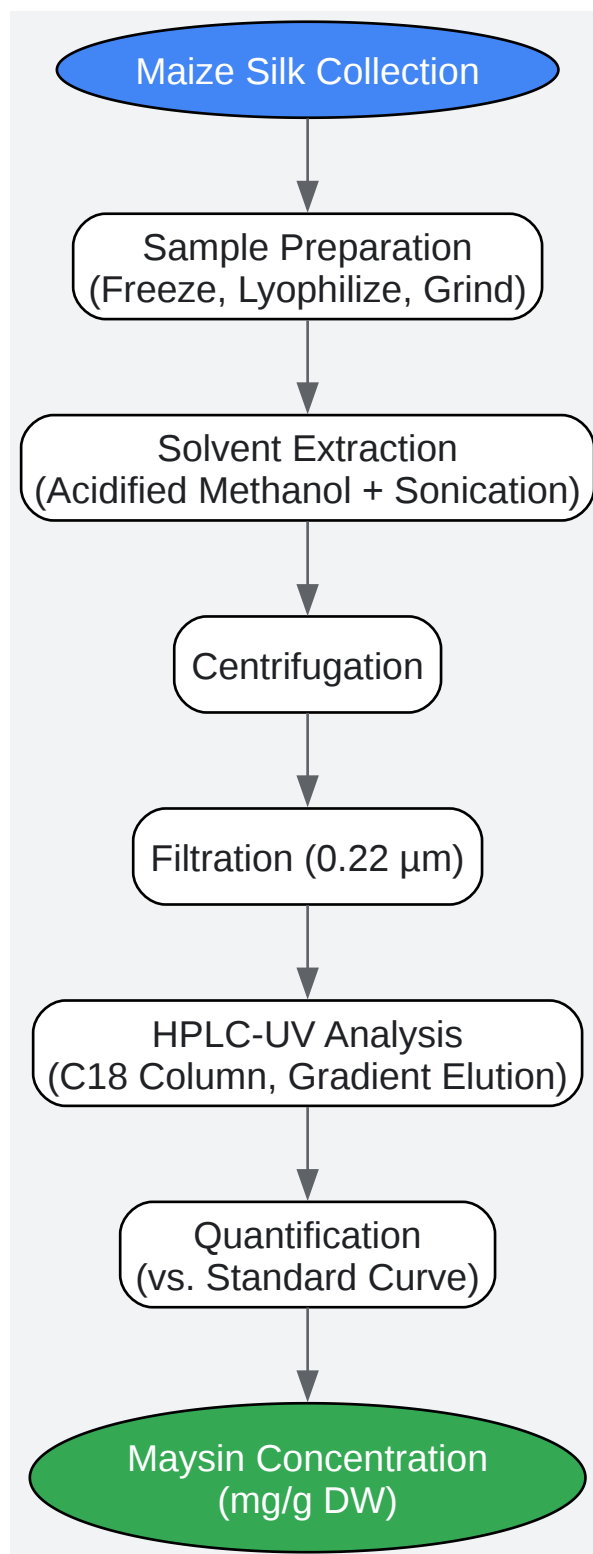 Maize Silk Collection
Sample Preparation
(Freeze, Lyophilize, Grind)
Solvent Extraction
(Acidified Methanol + Sonication)
Centrifugation
Filtration (0.22 µm)
HPLC-UV Analysis
(C18 Column, Gradient Elution)
Quantification
(vs. Standard Curve)
Maysin Concentration
(mg/g DW)